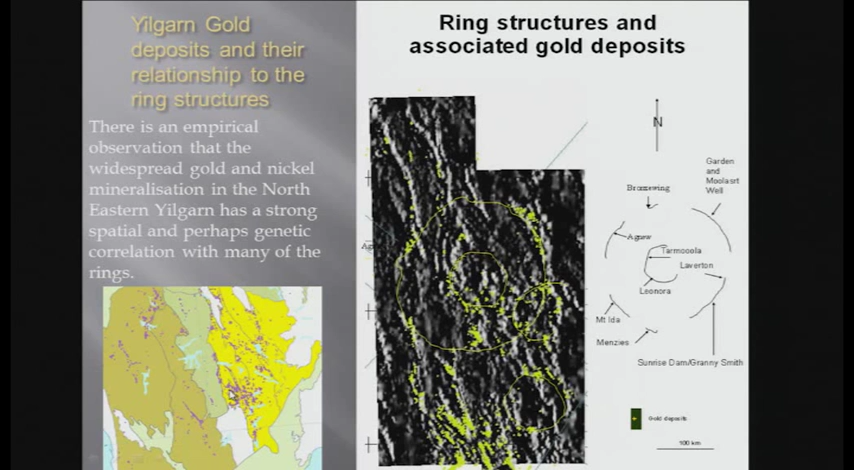 Yilgarn Gold
deposits and their
relationship to the
ring structures
There is an empirical
observation that the
widespread gold and nickel
mineralisation in the North
Eastern Yilgarn has a strong
spatial and perhaps genetic
correlation with many of the
rings.
Ring structures and
associated gold deposits
N
Garden
and
Moolasrt
Well
Bronzewing
Agnew
Tarmoola
Laverton
Leonora
Mt Ida
Menzies
Sunrise Dam/Granny Smith
Gold deposits
100 km